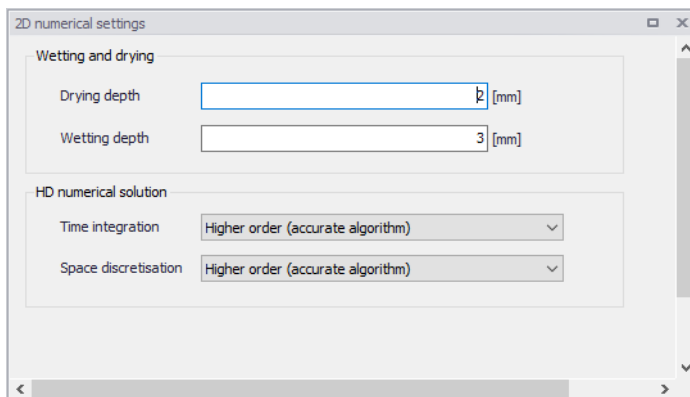 2D numerical settings
Wetting and drying
Drying depth 2 [mm]
Wetting depth 3 [mm]
HD numerical solution
Time integration Higher order (accurate algorithm)
Space discretisation Higher order (accurate algorithm)